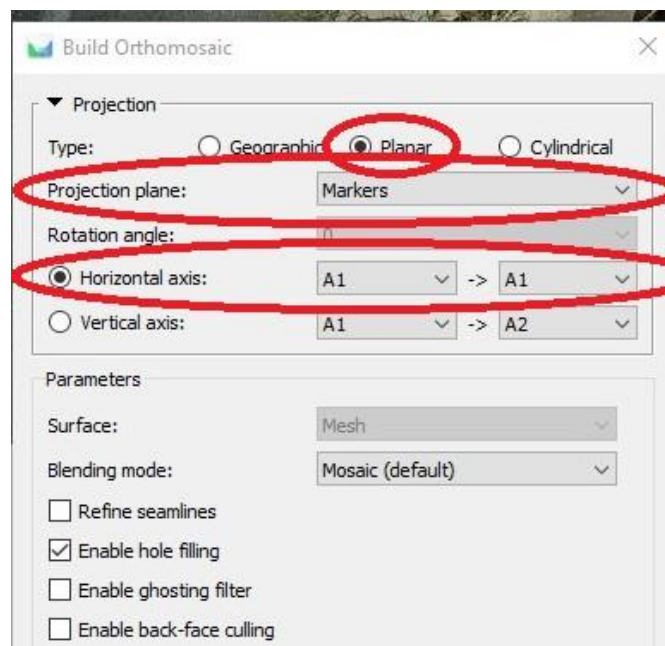 Build Orthomosaic
Projection
Type: Geographic Planar Cylindrical
Projection plane: Markers
Rotation angle: 0
Horizontal axis: A1 -> A1
Vertical axis: A1 -> A2
Parameters
Surface: Mesh
Blending mode: Mosaic (default)
Refine seamlines
Enable hole filling
Enable ghosting filter
Enable back-face culling